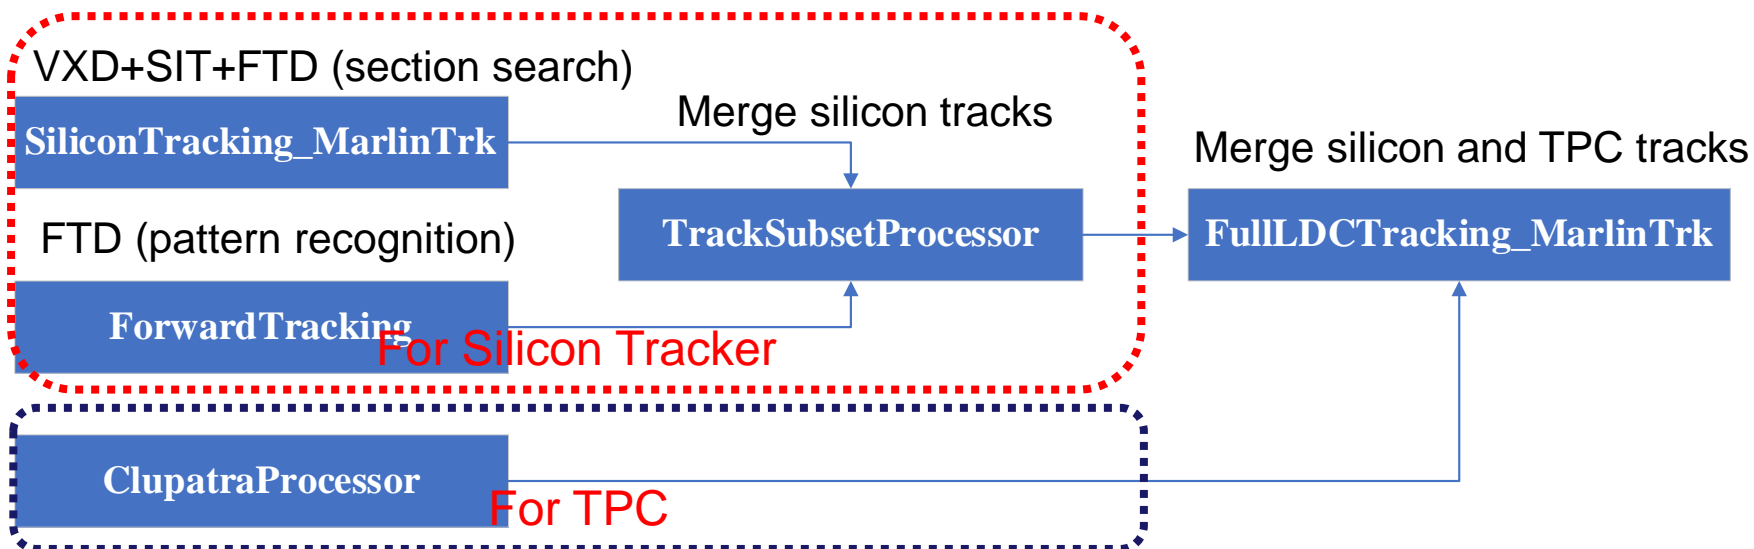 VXD+SIT+FTD (section search)
SiliconTracking_MarlinTrk
Merge silicon tracks
Merge silicon and TPC tracks
FTD (pattern recognition)
TrackSubsetProcessor
FullLDCTracking_MarlinTrk
ForwardTracking
For Silicon Tracker
ClupatraProcessor
For TPC